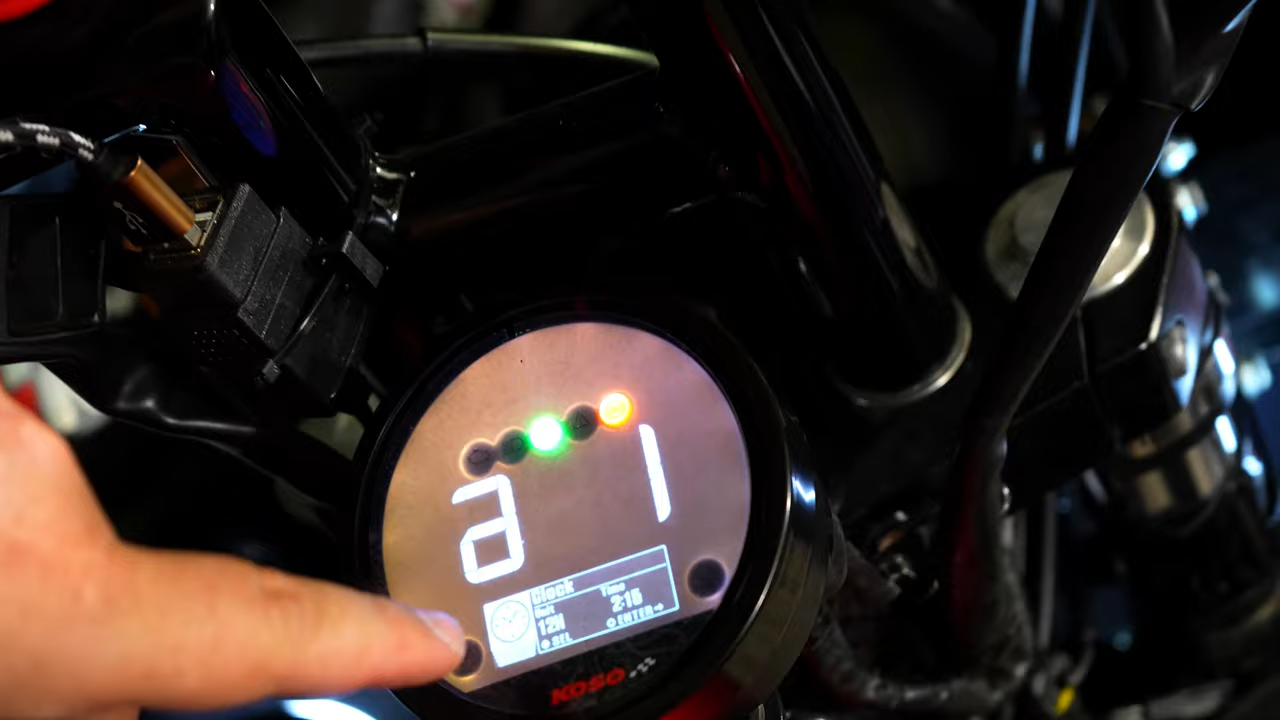 a 1
Clock
Unit Time
12H 2:15
SEL ENTER→
KOSO